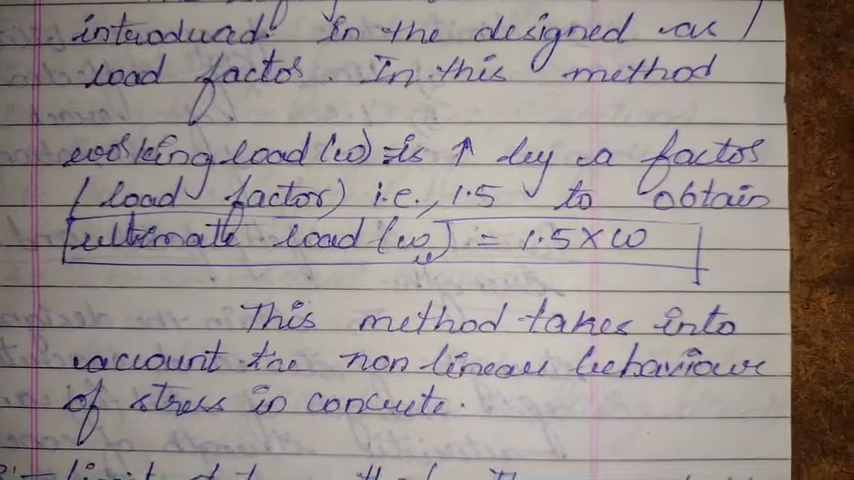 introduced. in the designed as
load factor. In this method
working load (w) is ↑ by a factor
(load factor) i.e., 1.5 to obtain
ultimate load (wu) = 1.5 × w
This method takes into
account the non linear behaviour
of stress in concrete.